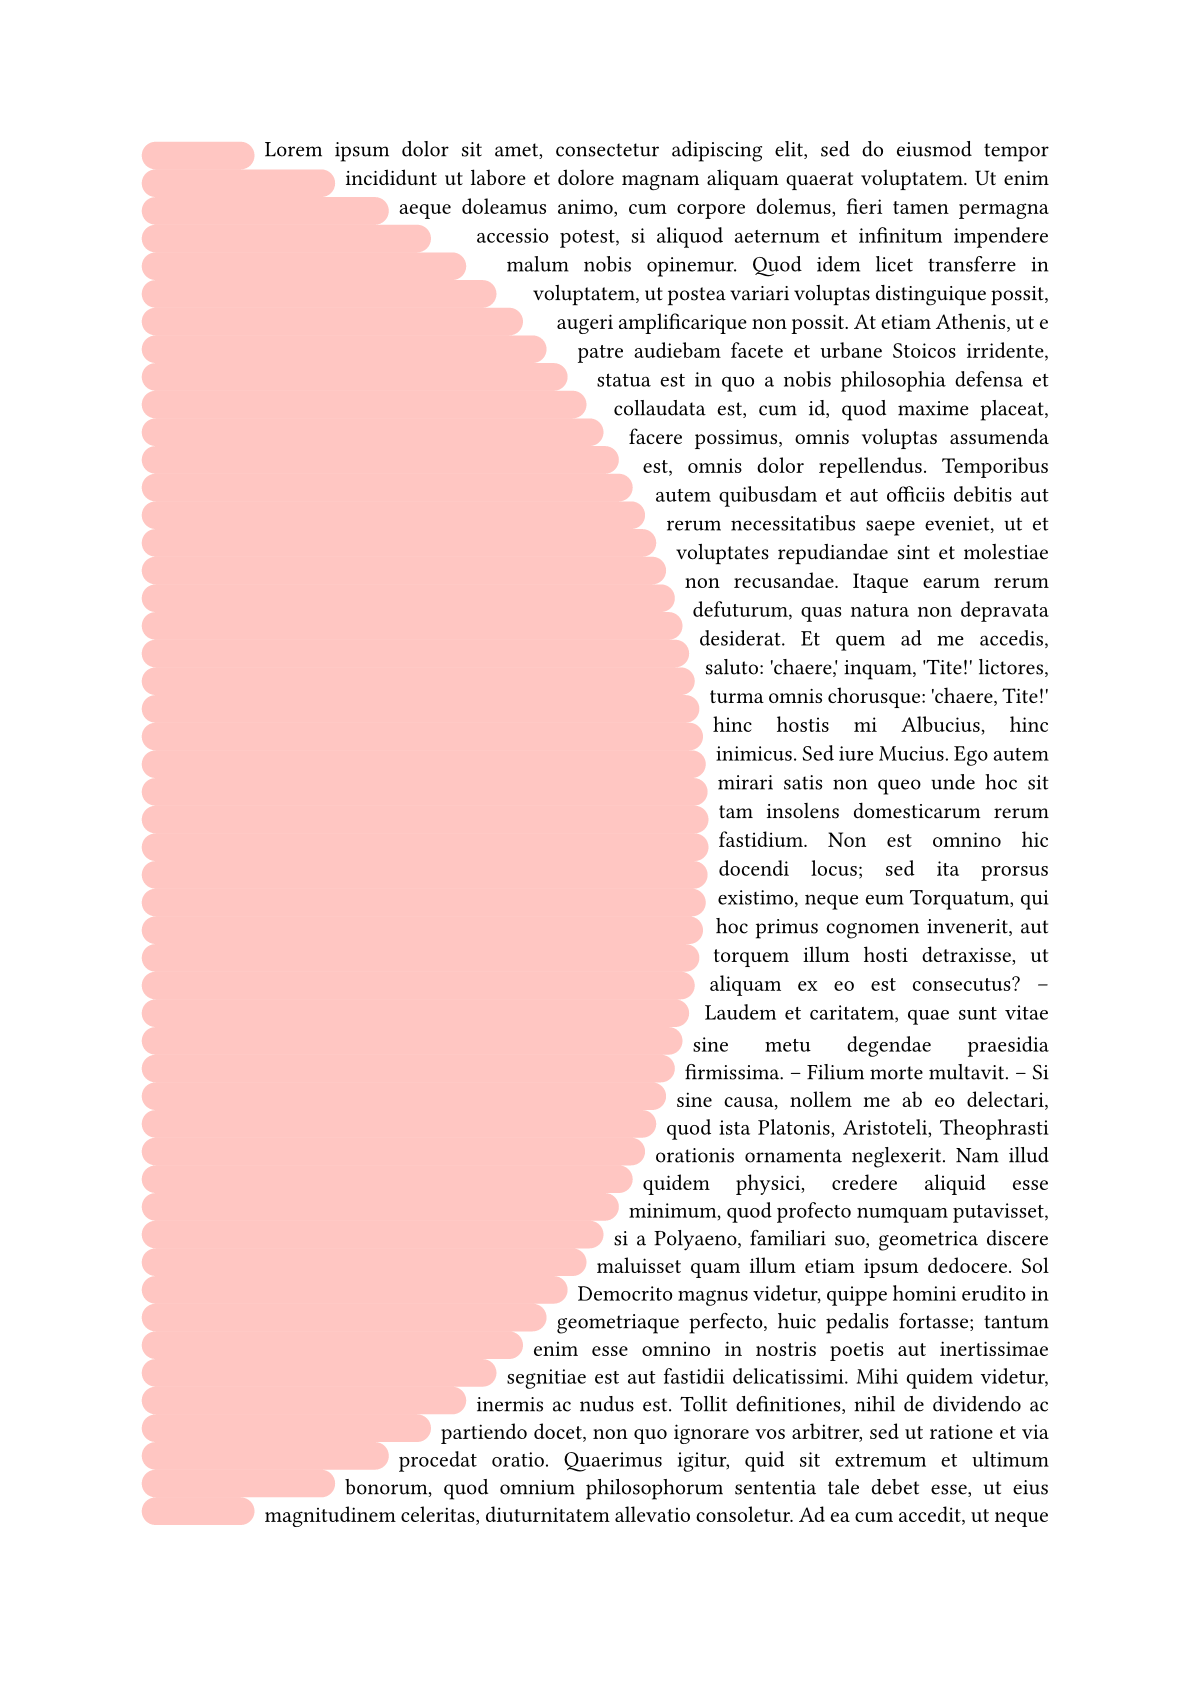 Lorem ipsum dolor sit amet, consectetur adipiscing elit, sed do eiusmod tempor
incididunt ut labore et dolore magnam aliquam quaerat voluptatem. Ut enim
aeque doleamus animo, cum corpore dolemus, fieri tamen permagna
accessio potest, si aliquod aeternum et infinitum impendere
malum nobis opinemur. Quod idem licet transferre in
voluptatem, ut postea variari voluptas distinguique possit,
augeri amplificarique non possit. At etiam Athenis, ut e
patre audiebam facete et urbane Stoicos irridente,
statua est in quo a nobis philosophia defensa et
collaudata est, cum id, quod maxime placeat,
facere possimus, omnis voluptas assumenda
est, omnis dolor repellendus. Temporibus
autem quibusdam et aut officiis debitis aut
rerum necessitatibus saepe eveniet, ut et
voluptates repudiandae sint et molestiae
non recusandae. Itaque earum rerum
defuturum, quas natura non depravata
desiderat. Et quem ad me accedis,
saluto: 'chaere,' inquam, 'Tite!' lictores,
turma omnis chorusque: 'chaere, Tite!'
hinc hostis mi Albucius, hinc
inimicus. Sed iure Mucius. Ego autem
mirari satis non queo unde hoc sit
tam insolens domesticarum rerum
fastidium. Non est omnino hic
docendi locus; sed ita prorsus
existimo, neque eum Torquatum, qui
hoc primus cognomen invenerit, aut
torquem illum hosti detraxisse, ut
aliquam ex eo est consecutus? –
Laudem et caritatem, quae sunt vitae
sine metu degendae praesidia
firmissima. – Filium morte multavit. – Si
sine causa, nollem me ab eo delectari,
quod ista Platonis, Aristoteli, Theophrasti
orationis ornamenta neglexerit. Nam illud
quidem physici, credere aliquid esse
minimum, quod profecto numquam putavisset,
si a Polyaeno, familiari suo, geometrica discere
maluisset quam illum etiam ipsum dedocere. Sol
Democrito magnus videtur, quippe homini erudito in
geometriaque perfecto, huic pedalis fortasse; tantum
enim esse omnino in nostris poetis aut inertissimae
segnitiae est aut fastidii delicatissimi. Mihi quidem videtur,
inermis ac nudus est. Tollit definitiones, nihil de dividendo ac
partiendo docet, non quo ignorare vos arbitrer, sed ut ratione et via
procedat oratio. Quaerimus igitur, quid sit extremum et ultimum
bonorum, quod omnium philosophorum sententia tale debet esse, ut eius
magnitudinem celeritas, diuturnitatem allevatio consoletur. Ad ea cum accedit, ut neque